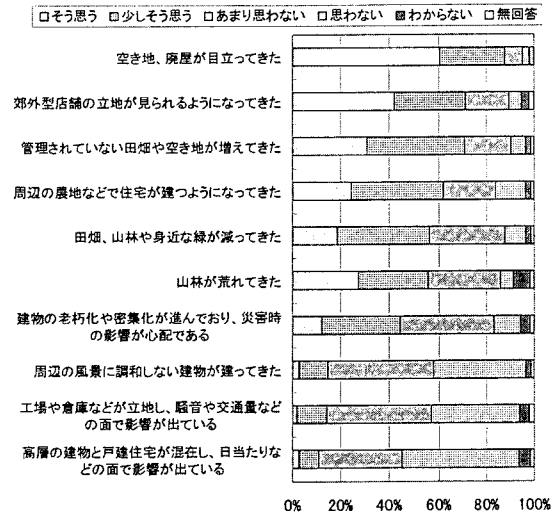 □そう思う □少しそう思う □あまり思わない □思わない ■わからない □無回答
空き地、廃屋が目立ってきた
郊外型店舗の立地が見られるようになってきた
管理されていない田畑や空き地が増えてきた
周辺の農地などで住宅が建つようになってきた
田畑、山林や身近な緑が減ってきた
山林が荒れてきた
建物の老朽化や密集化が進んでおり、災害時
の影響が心配である
周辺の風景に調和しない建物が建ってきた
工場や倉庫などが立地し、騒音や交通量など
の面で影響が出ている
高層の建物と戸建住宅が混在し、日当たりな
どの面で影響が出ている
0% 20% 40% 60% 80% 100%